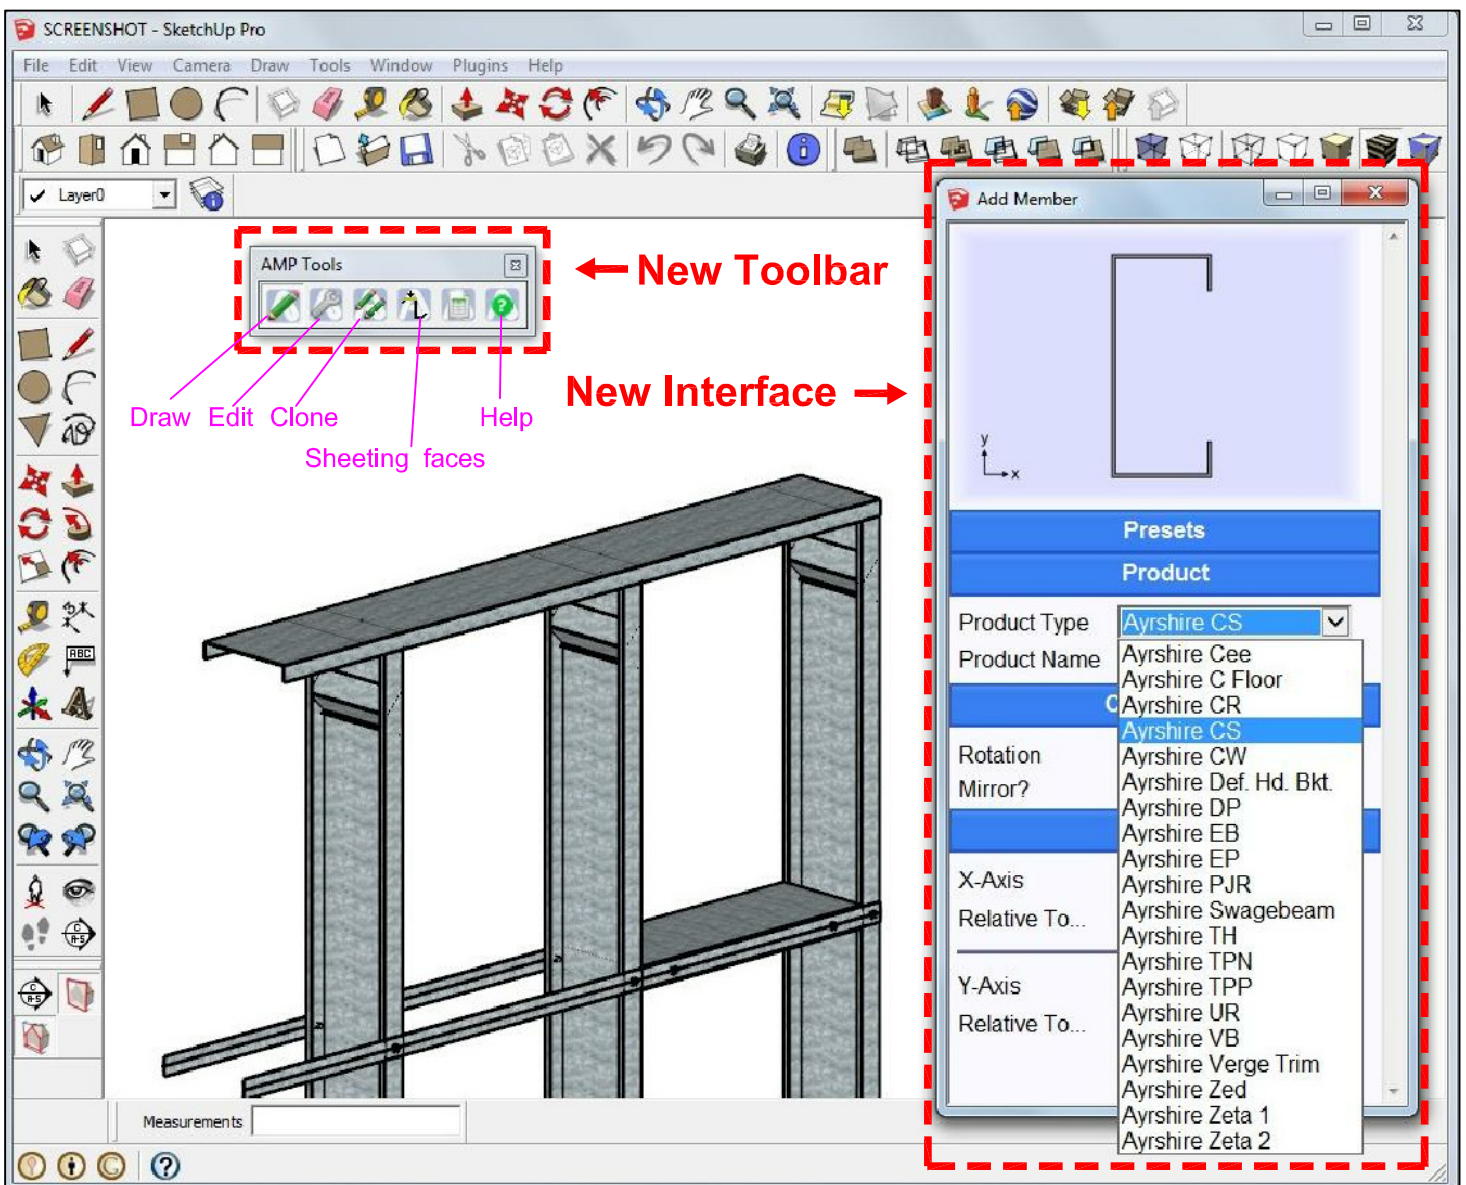 SCREENSHOT - SketchUp Pro
File Edit View Camera Draw Tools Window Plugins Help
Layer0
Add Member
AMP Tools
New Toolbar
New Interface
Draw Edit Clone Help
Sheeting faces
y
x
Presets
Product
Product Type Ayrshire CS
Product Name
Ayrshire Cee
Ayrshire C Floor
Ayrshire CR
Ayrshire CS
Ayrshire CW
Ayrshire Def. Hd. Bkt.
Ayrshire DP
Ayrshire EB
Ayrshire EP
Ayrshire PJR
Ayrshire Swagebeam
Ayrshire TH
Ayrshire TPN
Ayrshire TPP
Ayrshire UR
Ayrshire VB
Ayrshire Verge Trim
Ayrshire Zed
Ayrshire Zeta 1
Ayrshire Zeta 2
Rotation
Mirror?
X-Axis
Relative To...
Y-Axis
Relative To...
ABC
Measurements